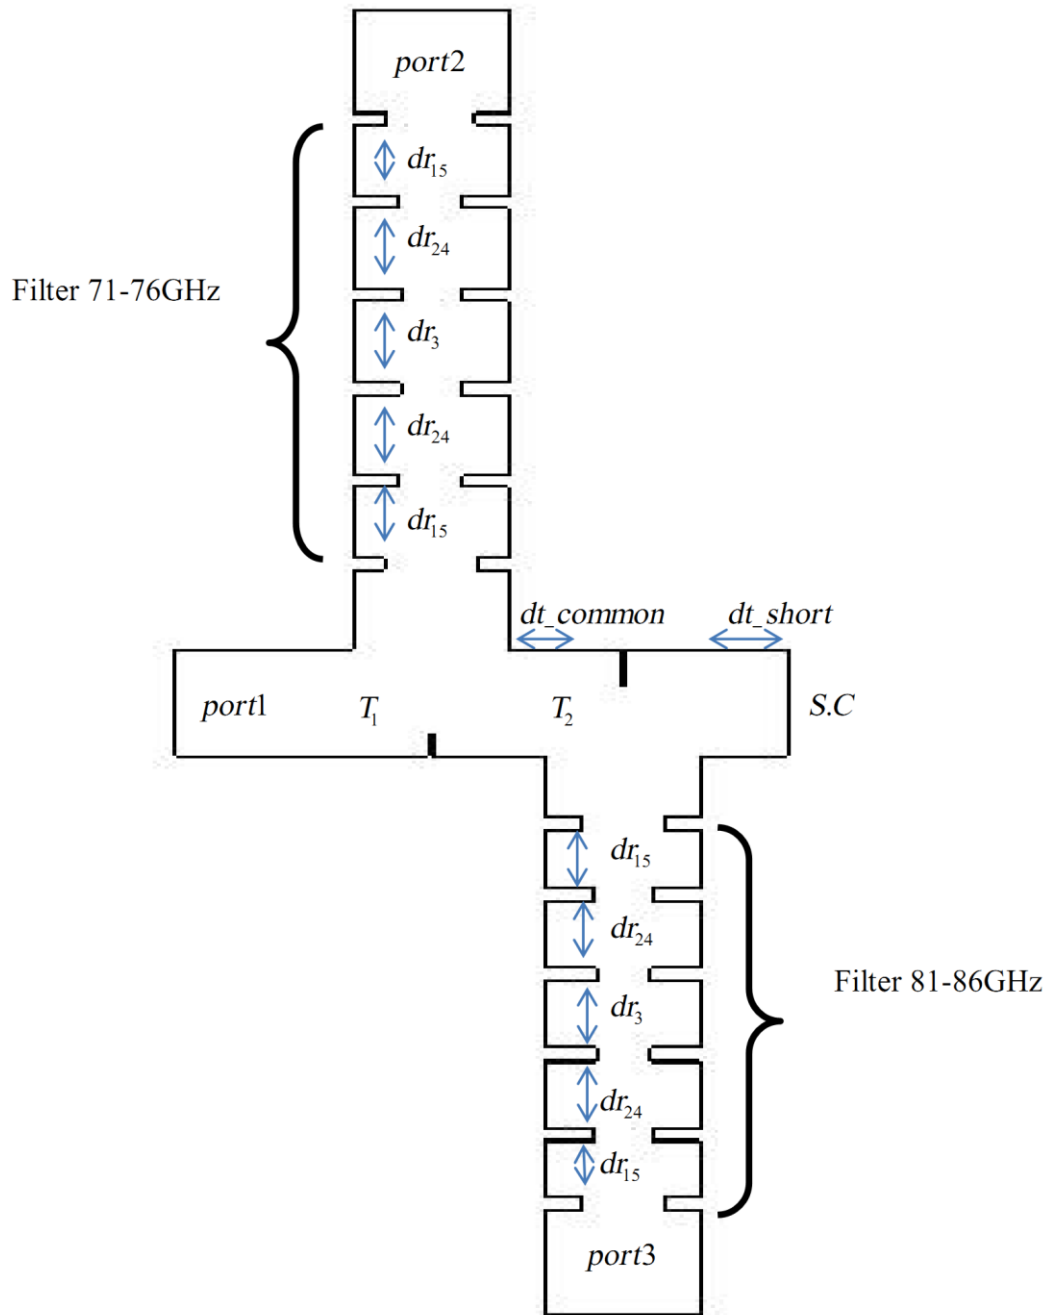 port2
dr₁₅
dr₂₄
Filter 71-76GHz
dr₃
dr₂₄
dr₁₅
dt_common dt_short
port1 T₁ T₂ S.C
dr₁₅
dr₂₄
Filter 81-86GHz
dr₃
dr₂₄
dr₁₅
port3